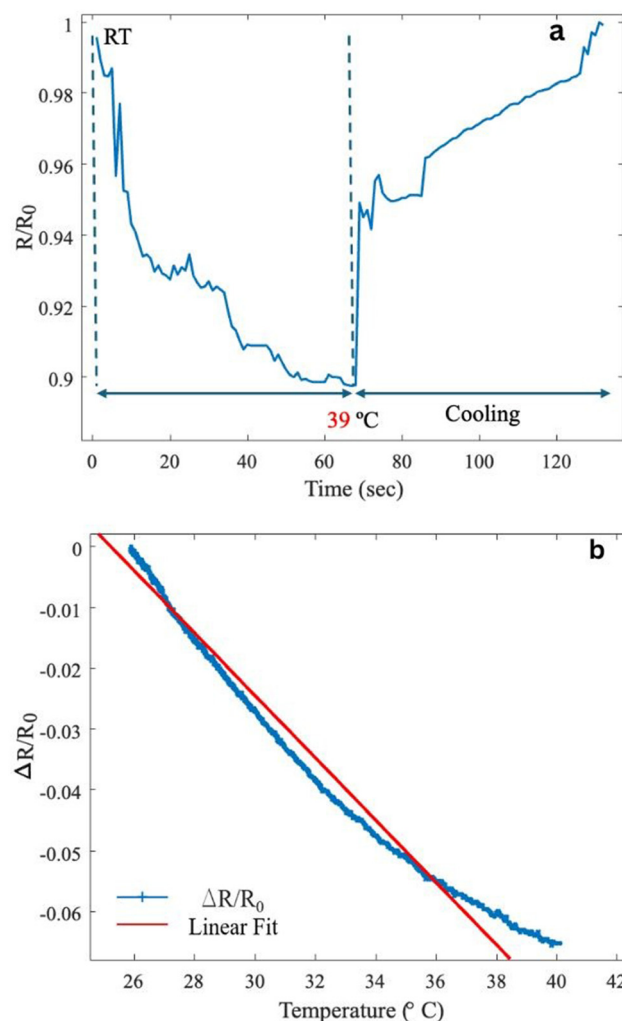 a
RT
1
0.98
0.96
0.94
0.92
0.9
R/R0
39 ºC
Cooling
0 20 40 60 80 100 120
Time (sec)
b
0
-0.01
-0.02
-0.03
-0.04
-0.05
-0.06
ΔR/R0
ΔR/R0
Linear Fit
26 28 30 32 34 36 38 40 42
Temperature (° C)